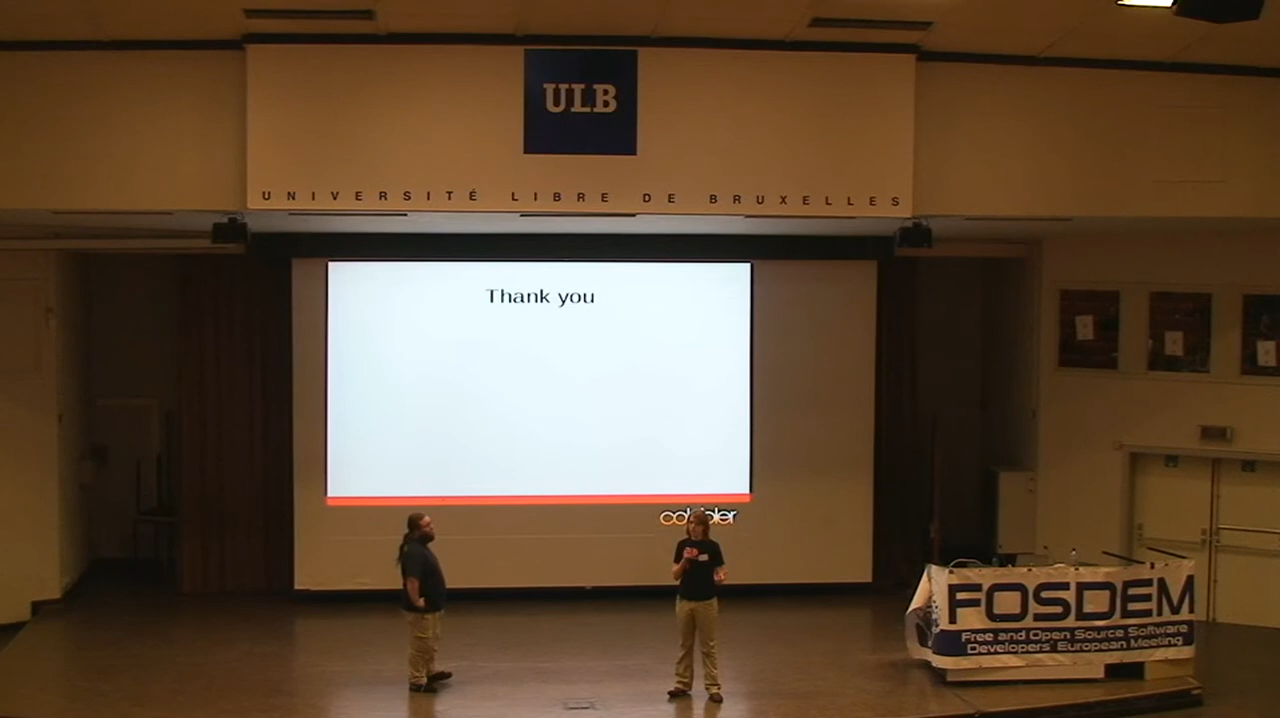 ULB
UNIVERSITÉ LIBRE DE BRUXELLES
Thank you
FOSDEM
Free and Open Source Software
Developers' European Meeting